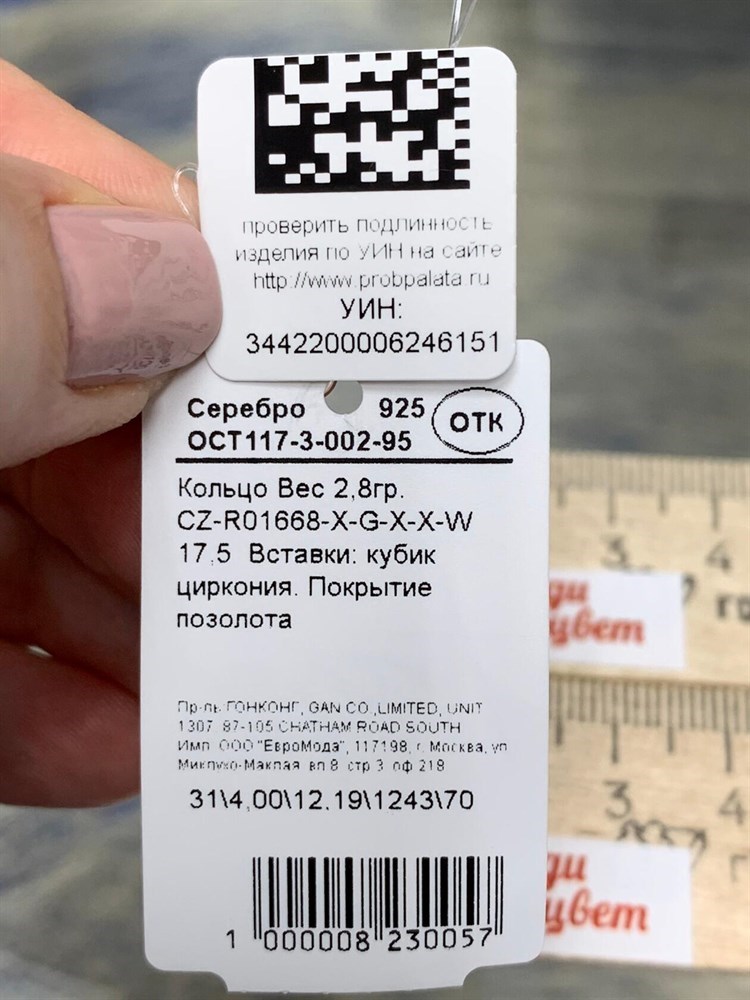 проверить подлинность
изделия по УИН на сайте
http://www.probpalata.ru
УИН:
3442200006246151
Серебро 925 ОТК
ОСТ117-3-002-95
Кольцо Вес 2,8гр.
CZ-R01668-X-G-X-X-W
17,5 Вставки: кубик
циркония. Покрытие
позолота
Пр-ль: ГОНКОНГ, GAN CO.,LIMITED, UNIT
1307, 87-105 CHATHAM ROAD SOUTH
Имп. ООО "ЕвроМода", 117198, г. Москва, ул
Миклухо-Маклая, вл 8, стр 3, оф 218
31\4,00\12.19\1243\70
1 000008 230057
3 4
цвет
3 4
цвет